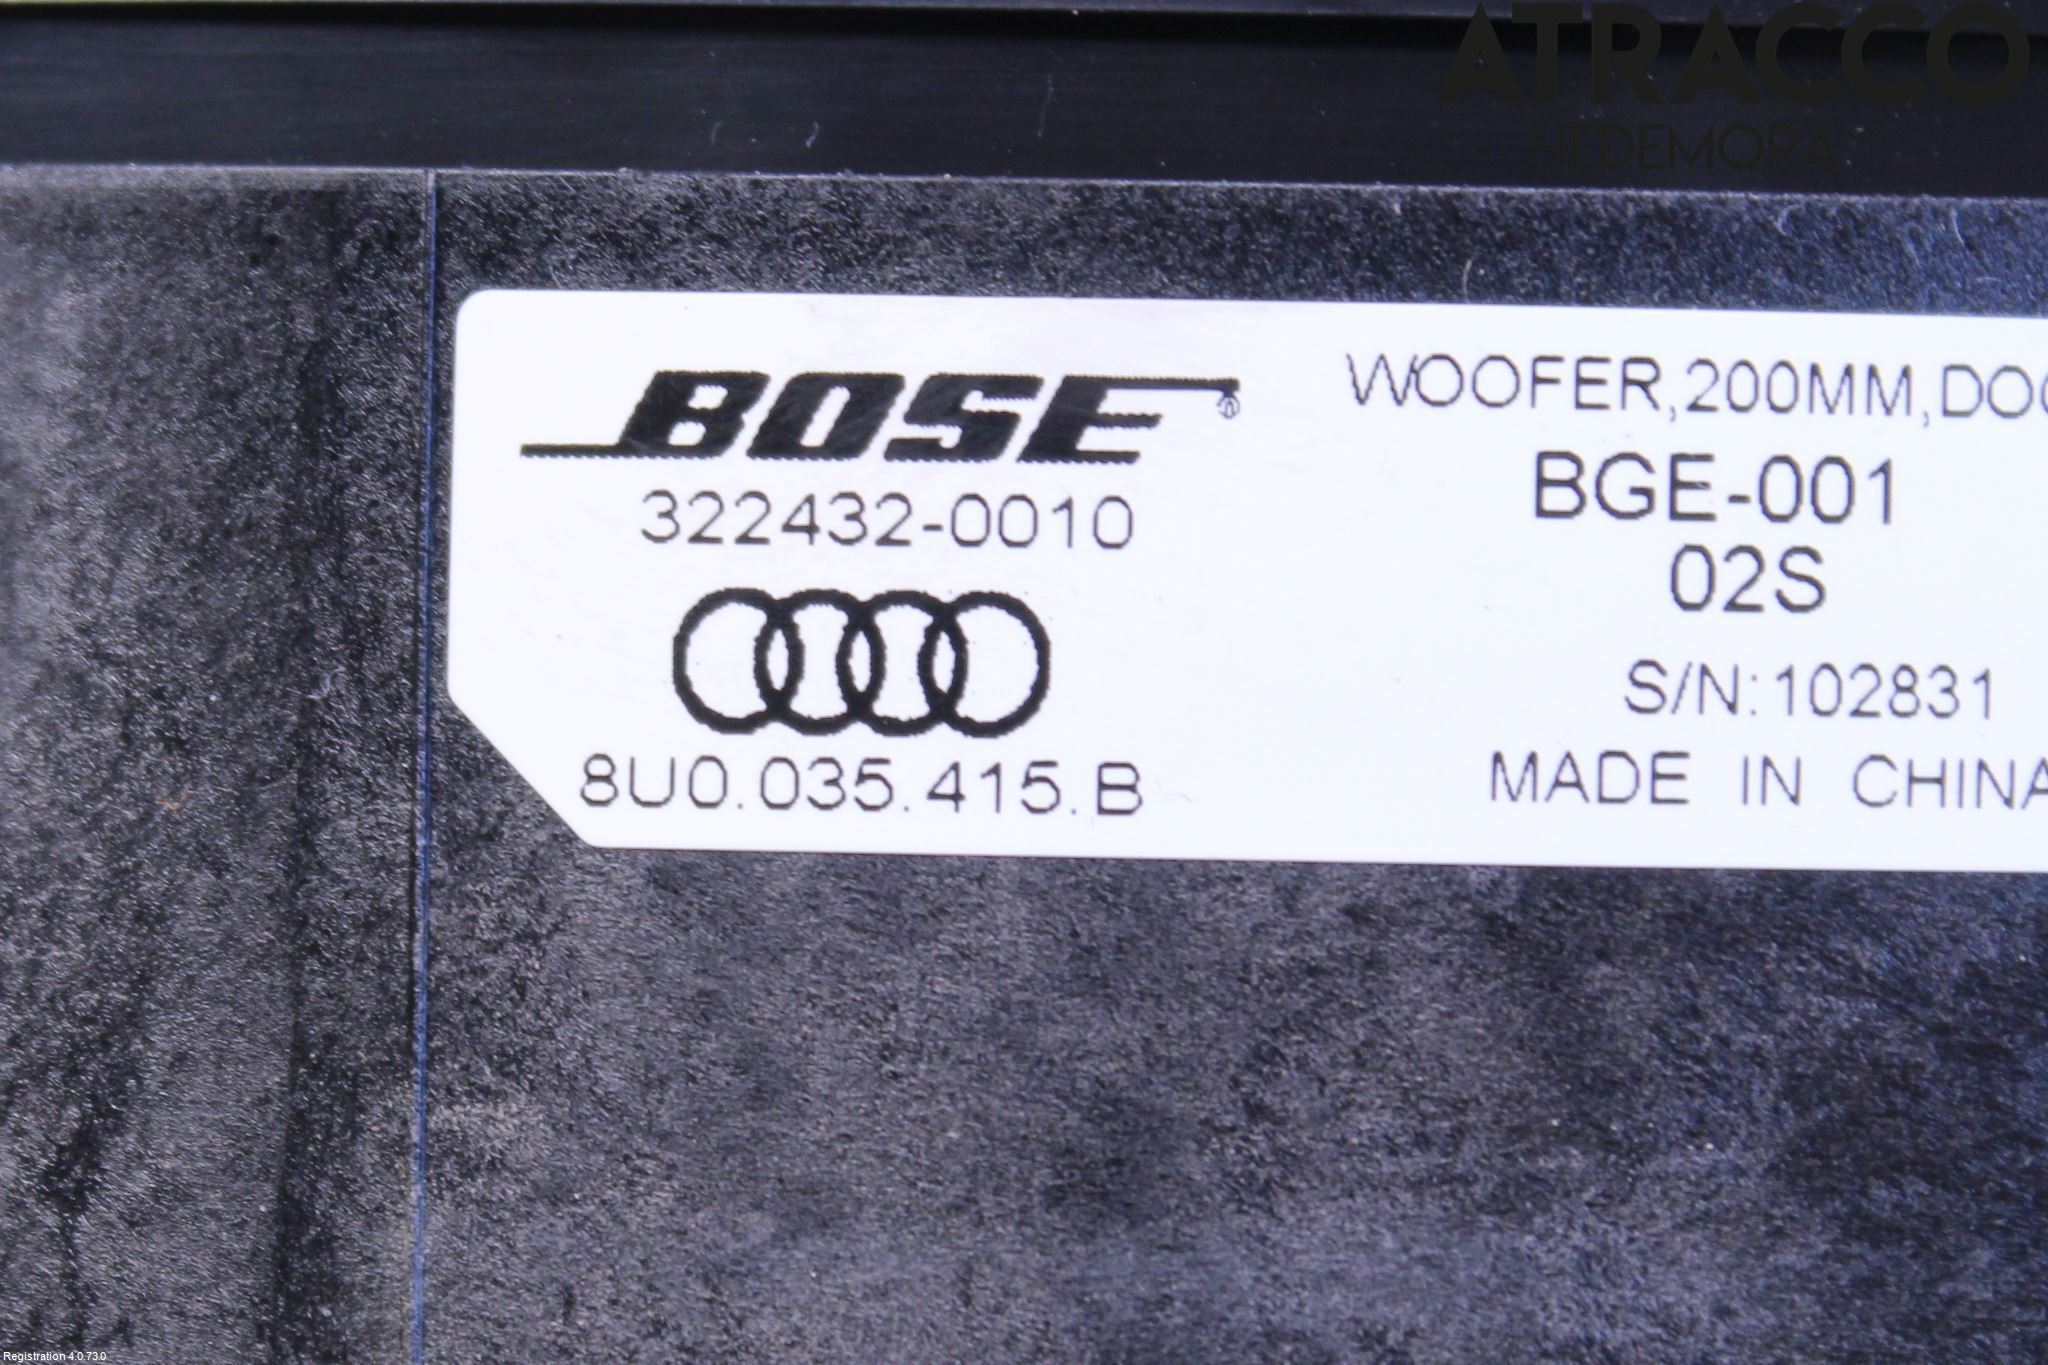 ATRACCO
HEDEMORA
BOSE®
322432-0010
8U0.035.415.B
WOOFER,200MM,DOO
BGE-001
02S
S/N:102831
MADE IN CHINA
Registration 4.0.73.0